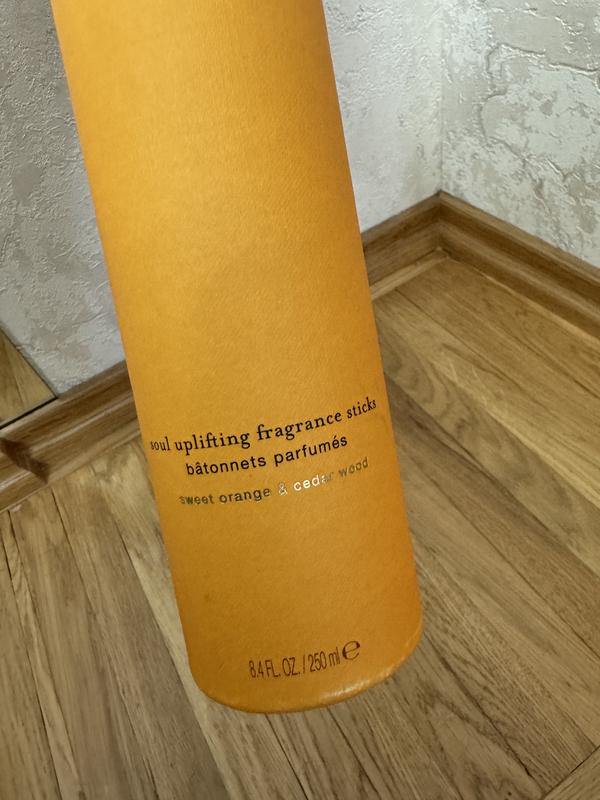 soul uplifting fragrance sticks
bâtonnets parfumés
sweet orange & cedar wood
8.4 FL. OZ. / 250 ml ℮